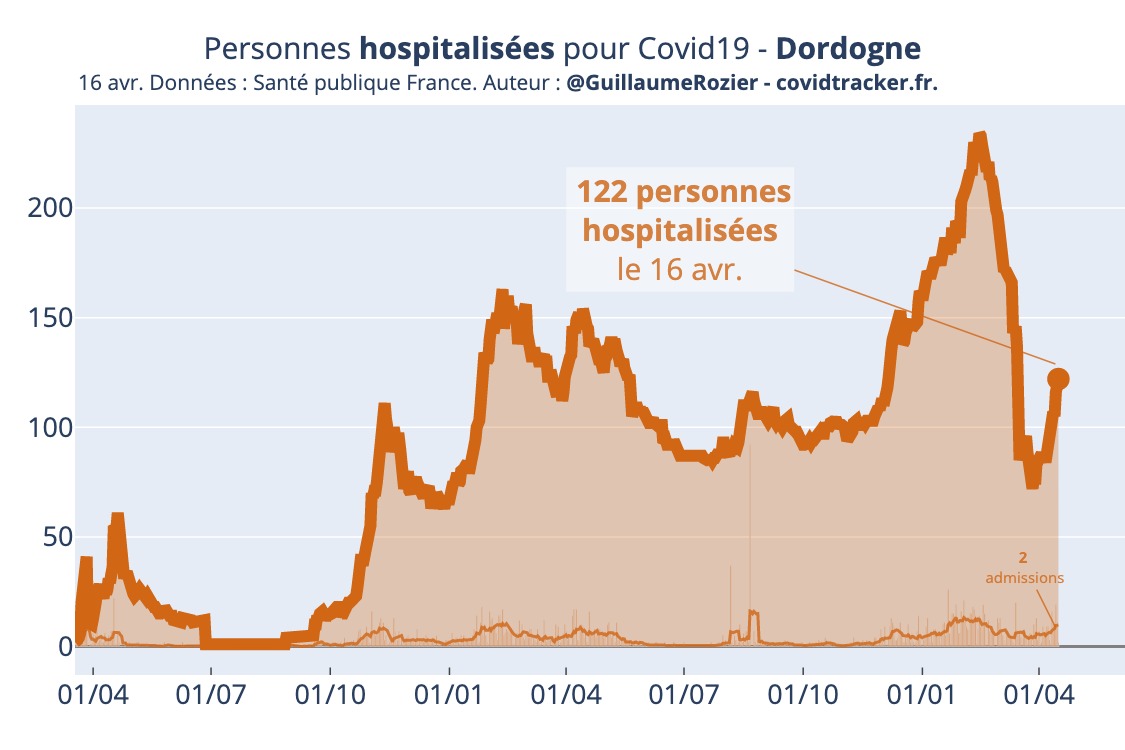 Personnes hospitalisées pour Covid19 - Dordogne
16 avr. Données : Santé publique France. Auteur : @GuillaumeRozier - covidtracker.fr.
122 personnes
hospitalisées
le 16 avr.
200
150
100
50
0
2
admissions
01/04 01/07 01/10 01/01 01/04 01/07 01/10 01/01 01/04